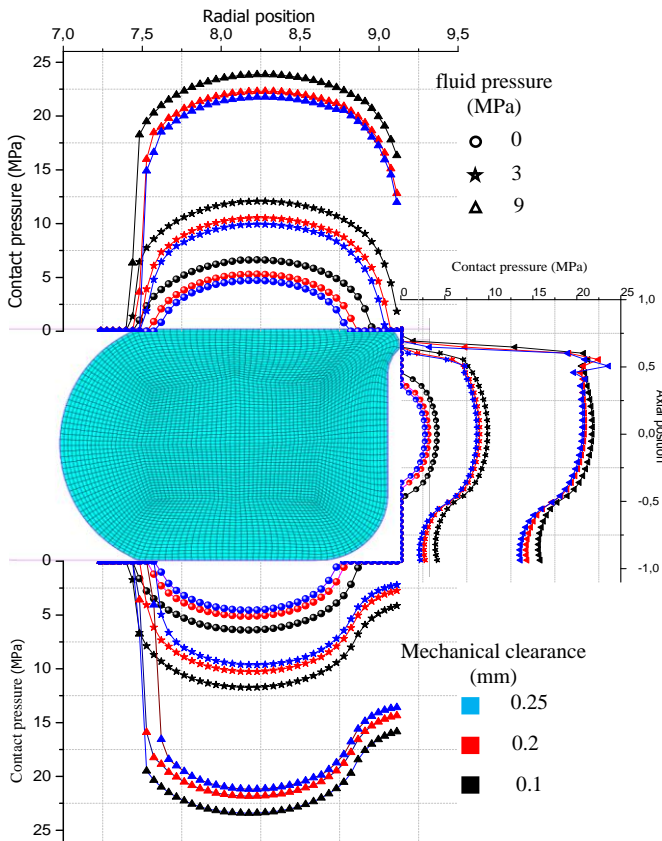 Radial position
7,0 7,5 8,0 8,5 9,0 9,5
25
20
15
10
5
0
Contact pressure (MPa)
fluid pressure
(MPa)
0
3
9
Contact pressure (MPa)
0 5 10 15 20 25
1,0
0,5
0,0
-0,5
-1,0
Axial position
0
5
10
15
20
25
Contact pressure (MPa)
Mechanical clearance
(mm)
0.25
0.2
0.1